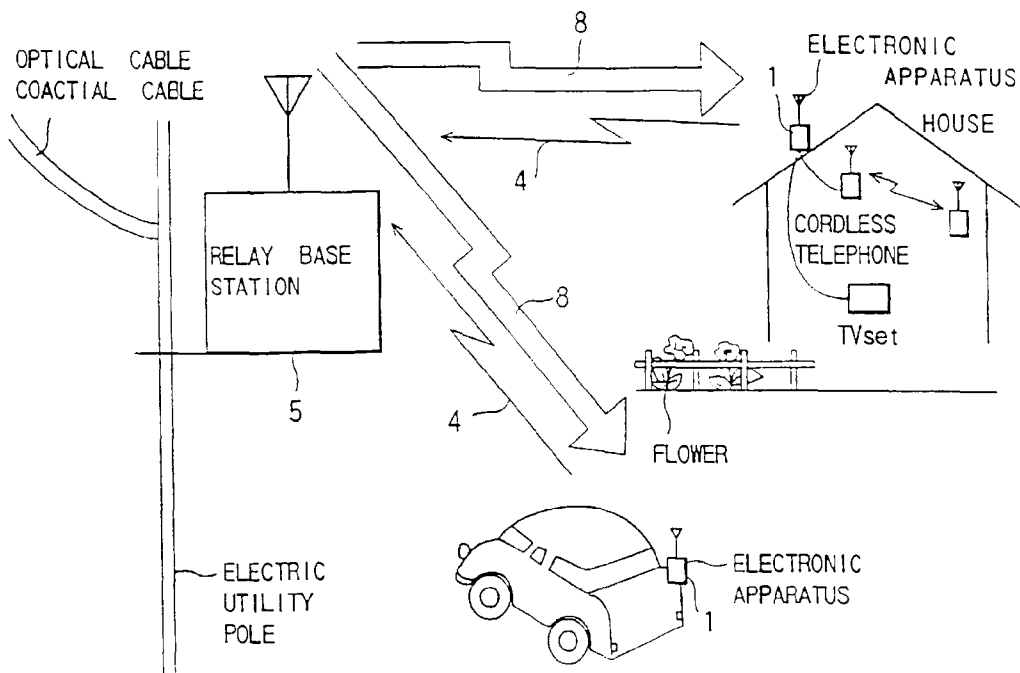 OPTICAL CABLE
COACTIAL CABLE
5
8
ELECTRONIC
APPARATUS
1
HOUSE
4
CORDLESS
TELEPHONE
RELAY BASE
STATION
8
TVset
5
4
FLOWER
ELECTRIC
UTILITY
POLE
ELECTRONIC
APPARATUS
1